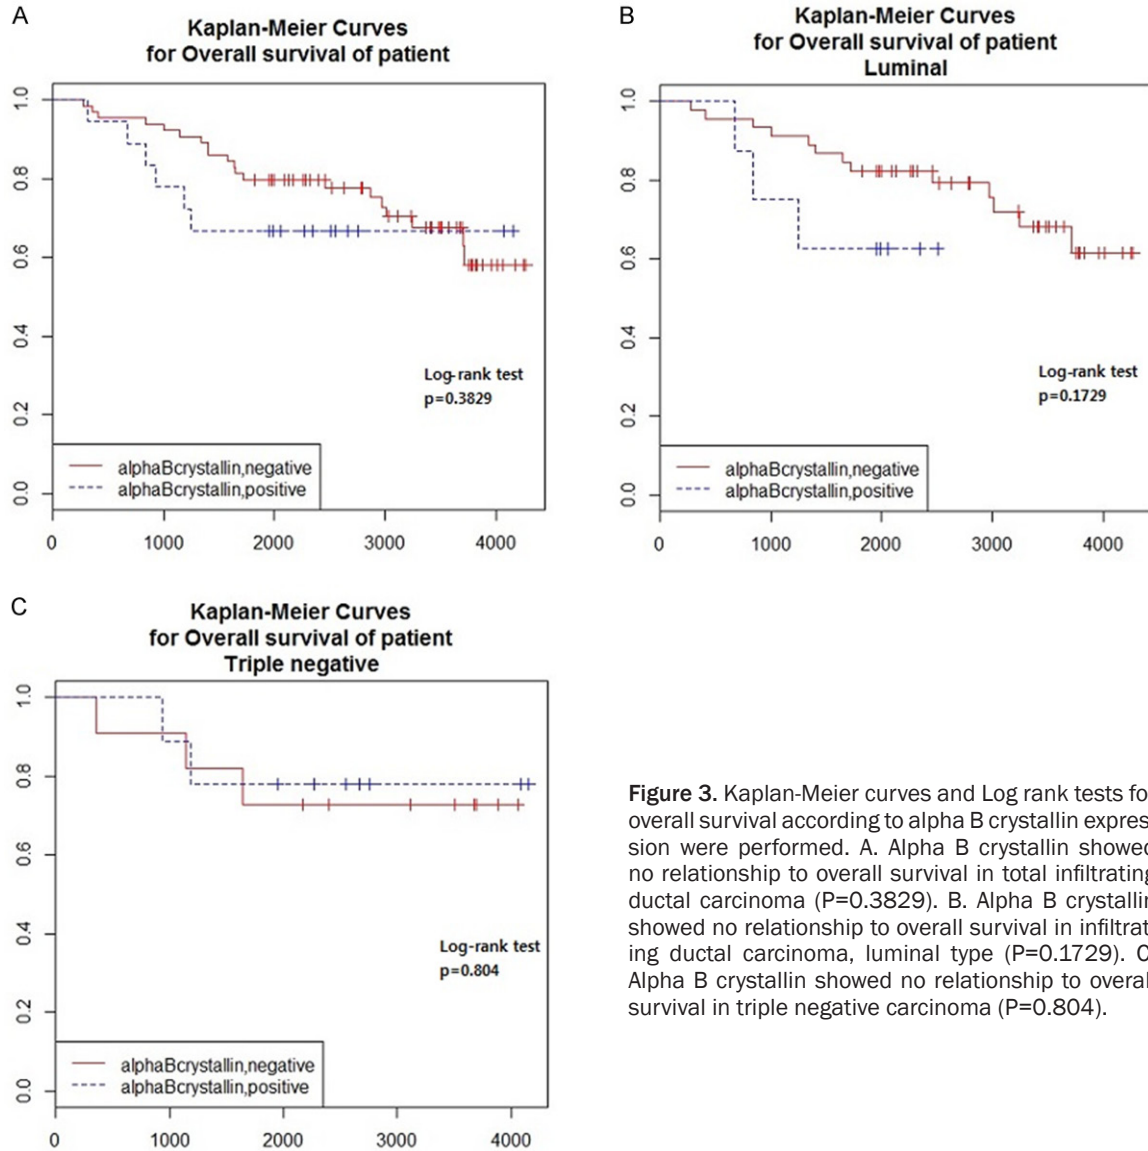 A
Kaplan-Meier Curves
for Overall survival of patient
1.0
0.8
0.6
0.4
0.2
0.0
Log-rank test
p=0.3829
alphaBcrystallin,negative
alphaBcrystallin,positive
0 1000 2000 3000 4000
B
Kaplan-Meier Curves
for Overall survival of patient
Luminal
1.0
0.8
0.6
0.4
0.2
0.0
Log-rank test
p=0.1729
alphaBcrystallin,negative
alphaBcrystallin,positive
0 1000 2000 3000 4000
C
Kaplan-Meier Curves
for Overall survival of patient
Triple negative
1.0
0.8
0.6
0.4
0.2
0.0
Log-rank test
p=0.804
alphaBcrystallin,negative
alphaBcrystallin,positive
0 1000 2000 3000 4000
Figure 3. Kaplan-Meier curves and Log rank tests fo
overall survival according to alpha B crystallin expres
sion were performed. A. Alpha B crystallin showed
no relationship to overall survival in total infiltrating
ductal carcinoma (P=0.3829). B. Alpha B crystallin
showed no relationship to overall survival in infiltrat
ing ductal carcinoma, luminal type (P=0.1729). C
Alpha B crystallin showed no relationship to overal
survival in triple negative carcinoma (P=0.804).